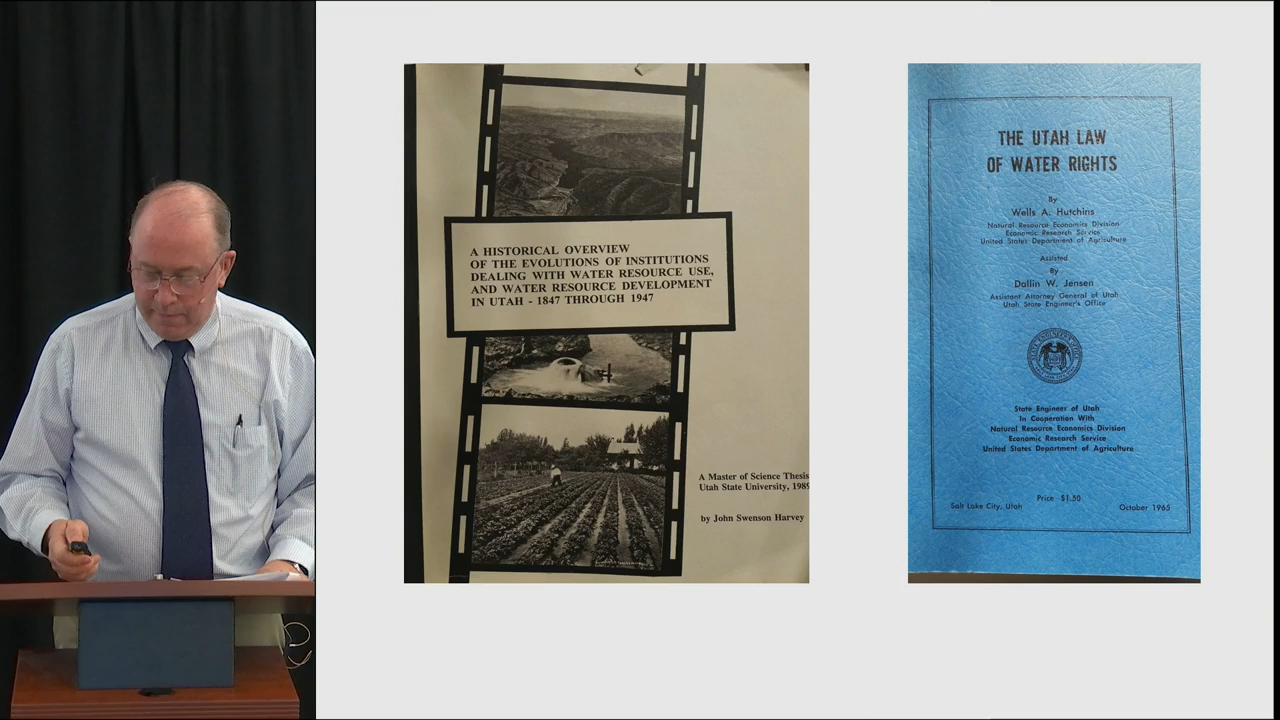 A HISTORICAL OVERVIEW
OF THE EVOLUTIONS OF INSTITUTIONS
DEALING WITH WATER RESOURCE USE,
AND WATER RESOURCE DEVELOPMENT
IN UTAH - 1847 THROUGH 1947
A Master of Science Thesis
Utah State University, 1989
by John Swenson Harvey
THE UTAH LAW
OF WATER RIGHTS
By
Wells A. Hutchins
Natural Resource Economics Division
Economic Research Service
United States Department of Agriculture
Assisted
By
Dallin W. Jensen
Assistant Attorney General of Utah
Utah State Engineer's Office
State Engineer of Utah
In Cooperation With
Natural Resource Economics Division
Economic Research Service
United States Department of Agriculture
Price $1.50
Salt Lake City, Utah
October 1965